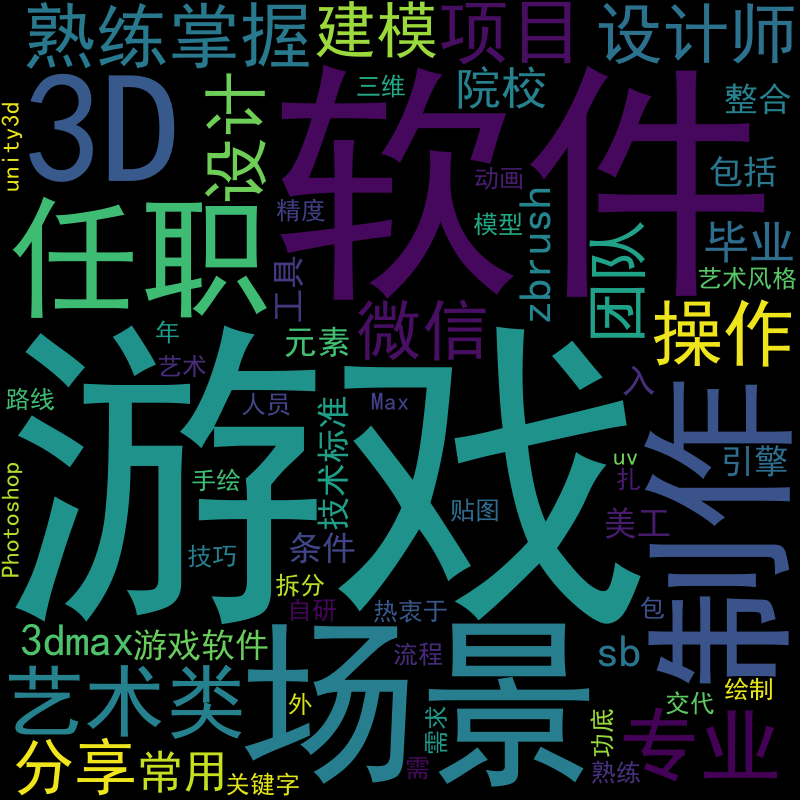 熟练掌握
建模
项目
设计师
3D
设计
三维
院校
整合
软件
unity3d
任职
精度
动画
模型
zbrush
包括
毕业
团队
艺术风格
工具
微信
元素
操作
年
艺术
路线
人员
Max
入
制作
游戏
技术标准
手绘
贴图
uv
扎
引擎
美工
Photoshop
技巧
条件
拆分
自研
热衷于
包
3dmax
游戏软件
场景
流程
sb
艺术类
外
需求
绘制
交代
专业
功底
分享
常用
关键字
需
熟练